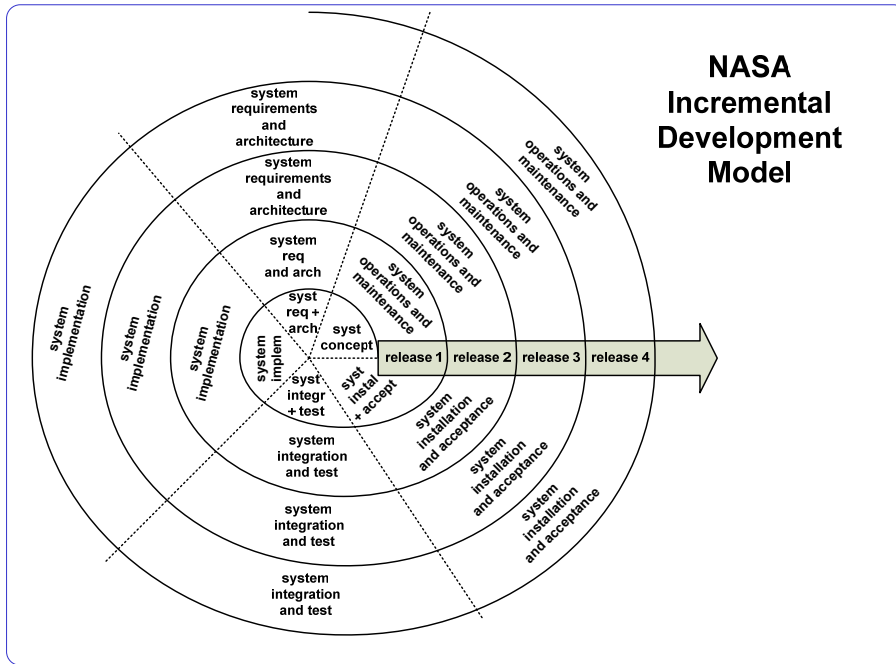 NASA
Incremental
Development
Model
system
requirements
and
architecture
system
requirements
and
architecture
system
req
and arch
syst
req +
arch
syst
concept
system
operations and
maintenance
system
operations and
maintenance
system
operations and
maintenance
system
operations and
maintenance
system
implementation
system
implementation
system
implementation
system
implem
release 1
release 2
release 3
release 4
syst
integr
+ test
syst
instal
+ accept
system
integration
and test
system
integration
and test
system
integration
and test
system
installation
and acceptance
system
installation
and acceptance
system
installation
and acceptance